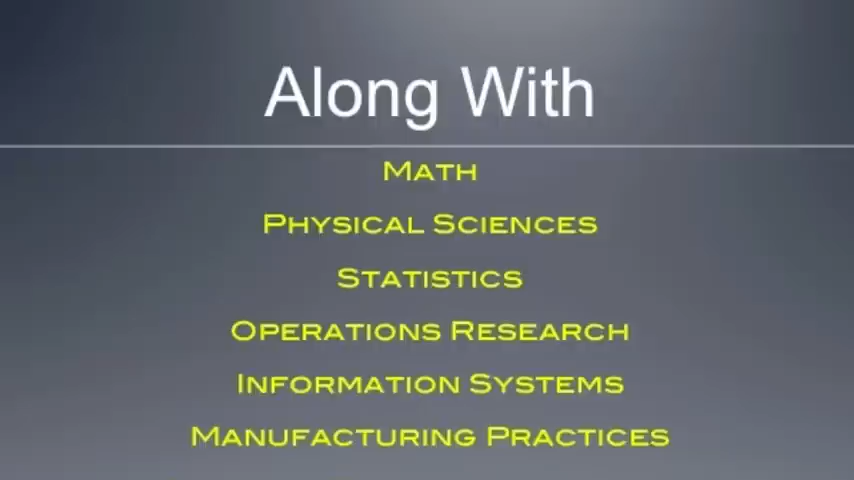 Along With
Math
Physical Sciences
Statistics
Operations Research
Information Systems
Manufacturing Practices